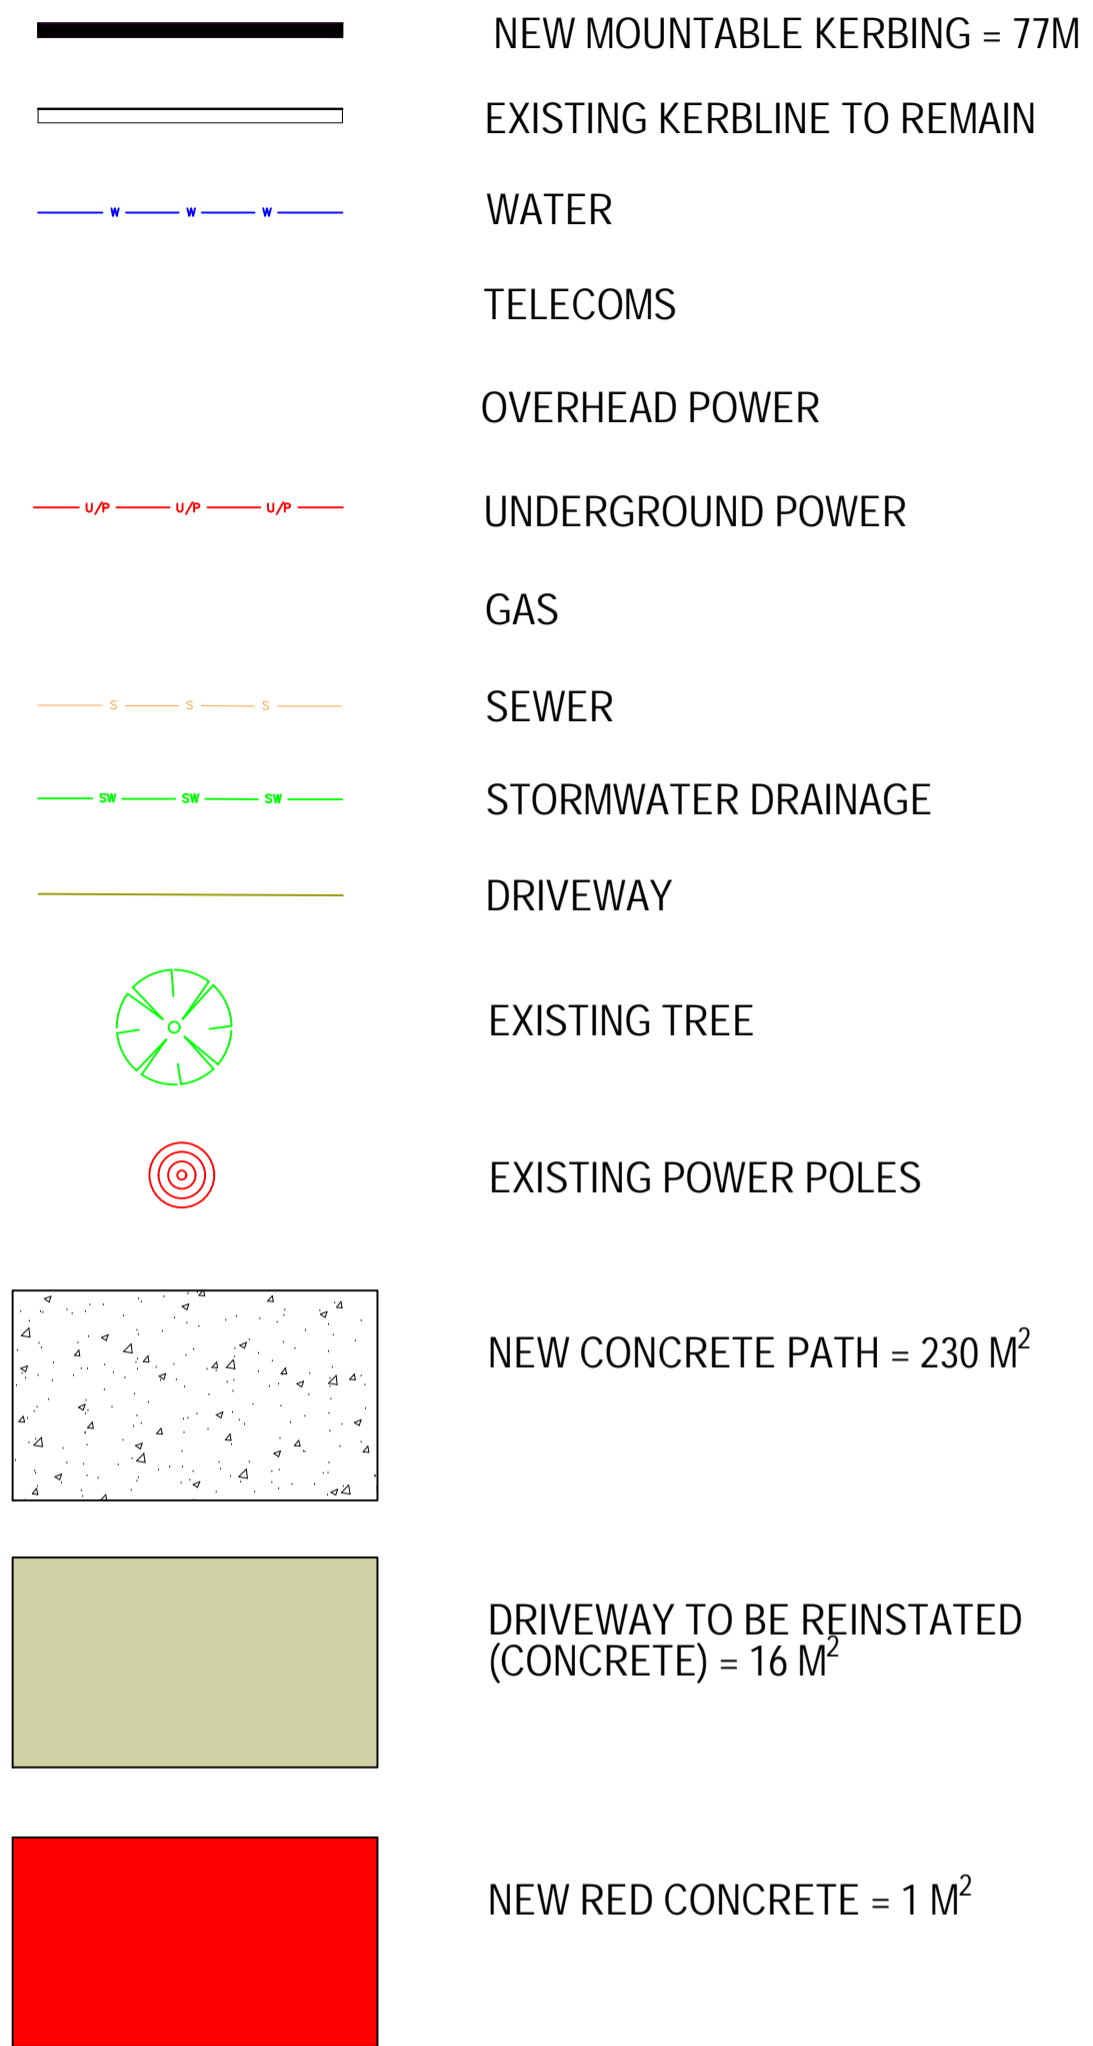 NEW MOUNTABLE KERBING = 77M
EXISTING KERBLINE TO REMAIN
W W W WATER
TELECOMS
OVERHEAD POWER
U/P U/P U/P UNDERGROUND POWER
GAS
S S S SEWER
SW SW SW STORMWATER DRAINAGE
DRIVEWAY
EXISTING TREE
EXISTING POWER POLES
NEW CONCRETE PATH = 230 M²
DRIVEWAY TO BE REINSTATED
(CONCRETE) = 16 M²
NEW RED CONCRETE = 1 M²